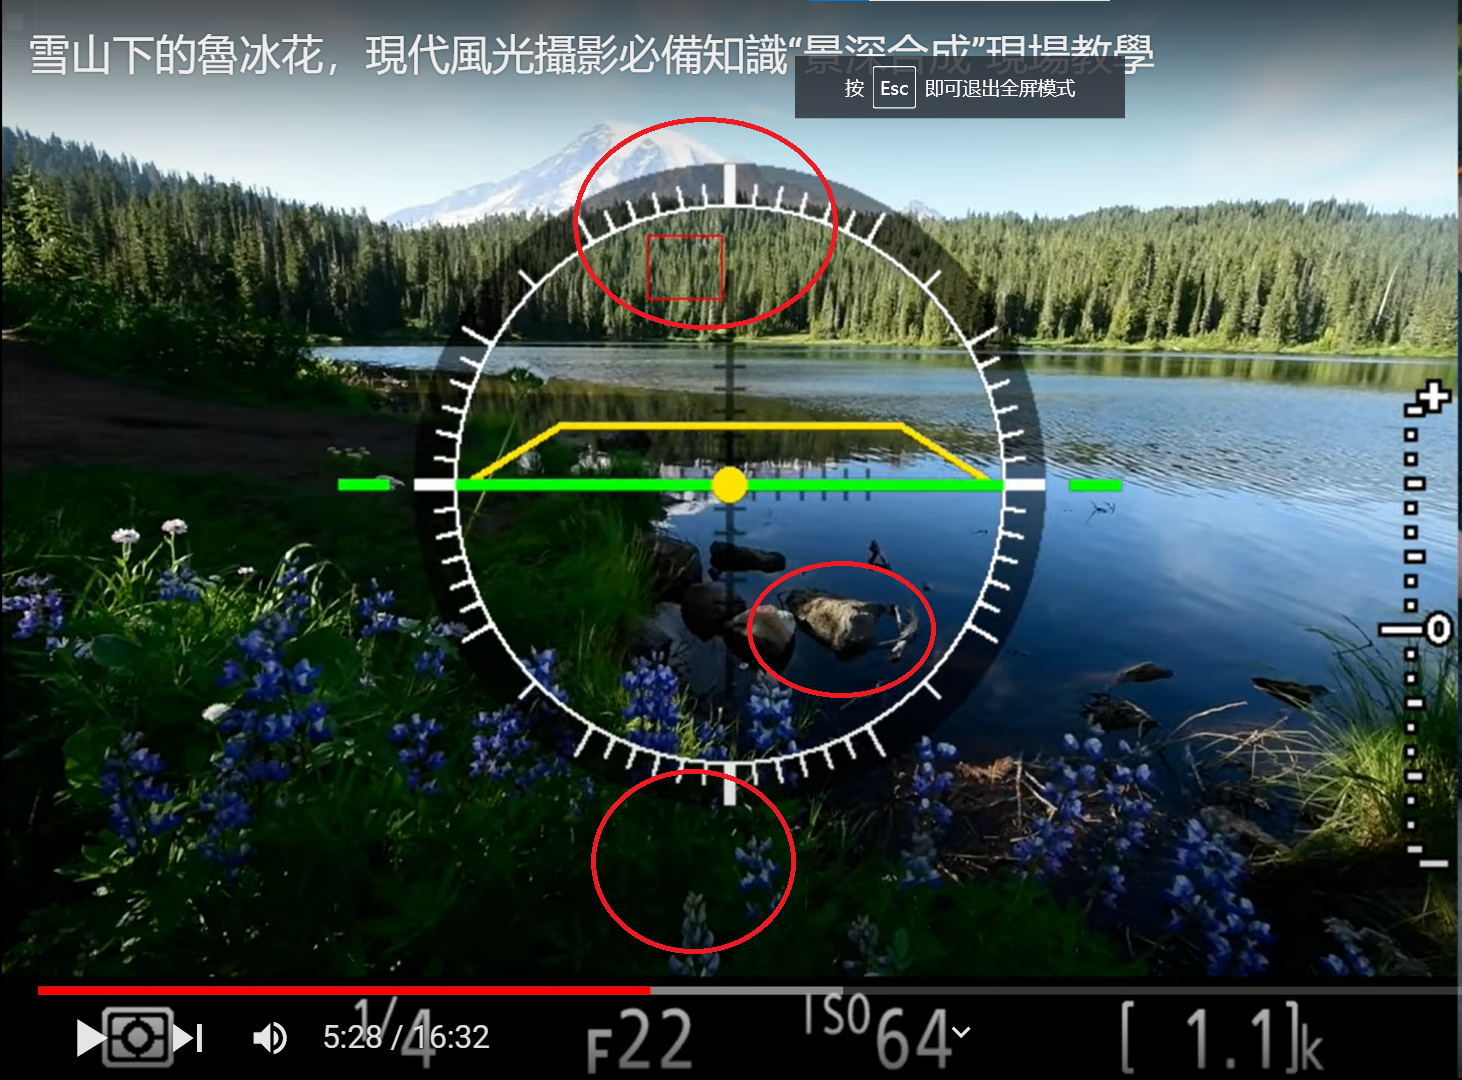 雪山下的魯冰花，現代風光攝影必備知識“景深合成”現場教學
按 Esc 即可退出全屏模式
+
0
−
5:28 / 16:32
1/4 F22 ISO 64 [1.1]k